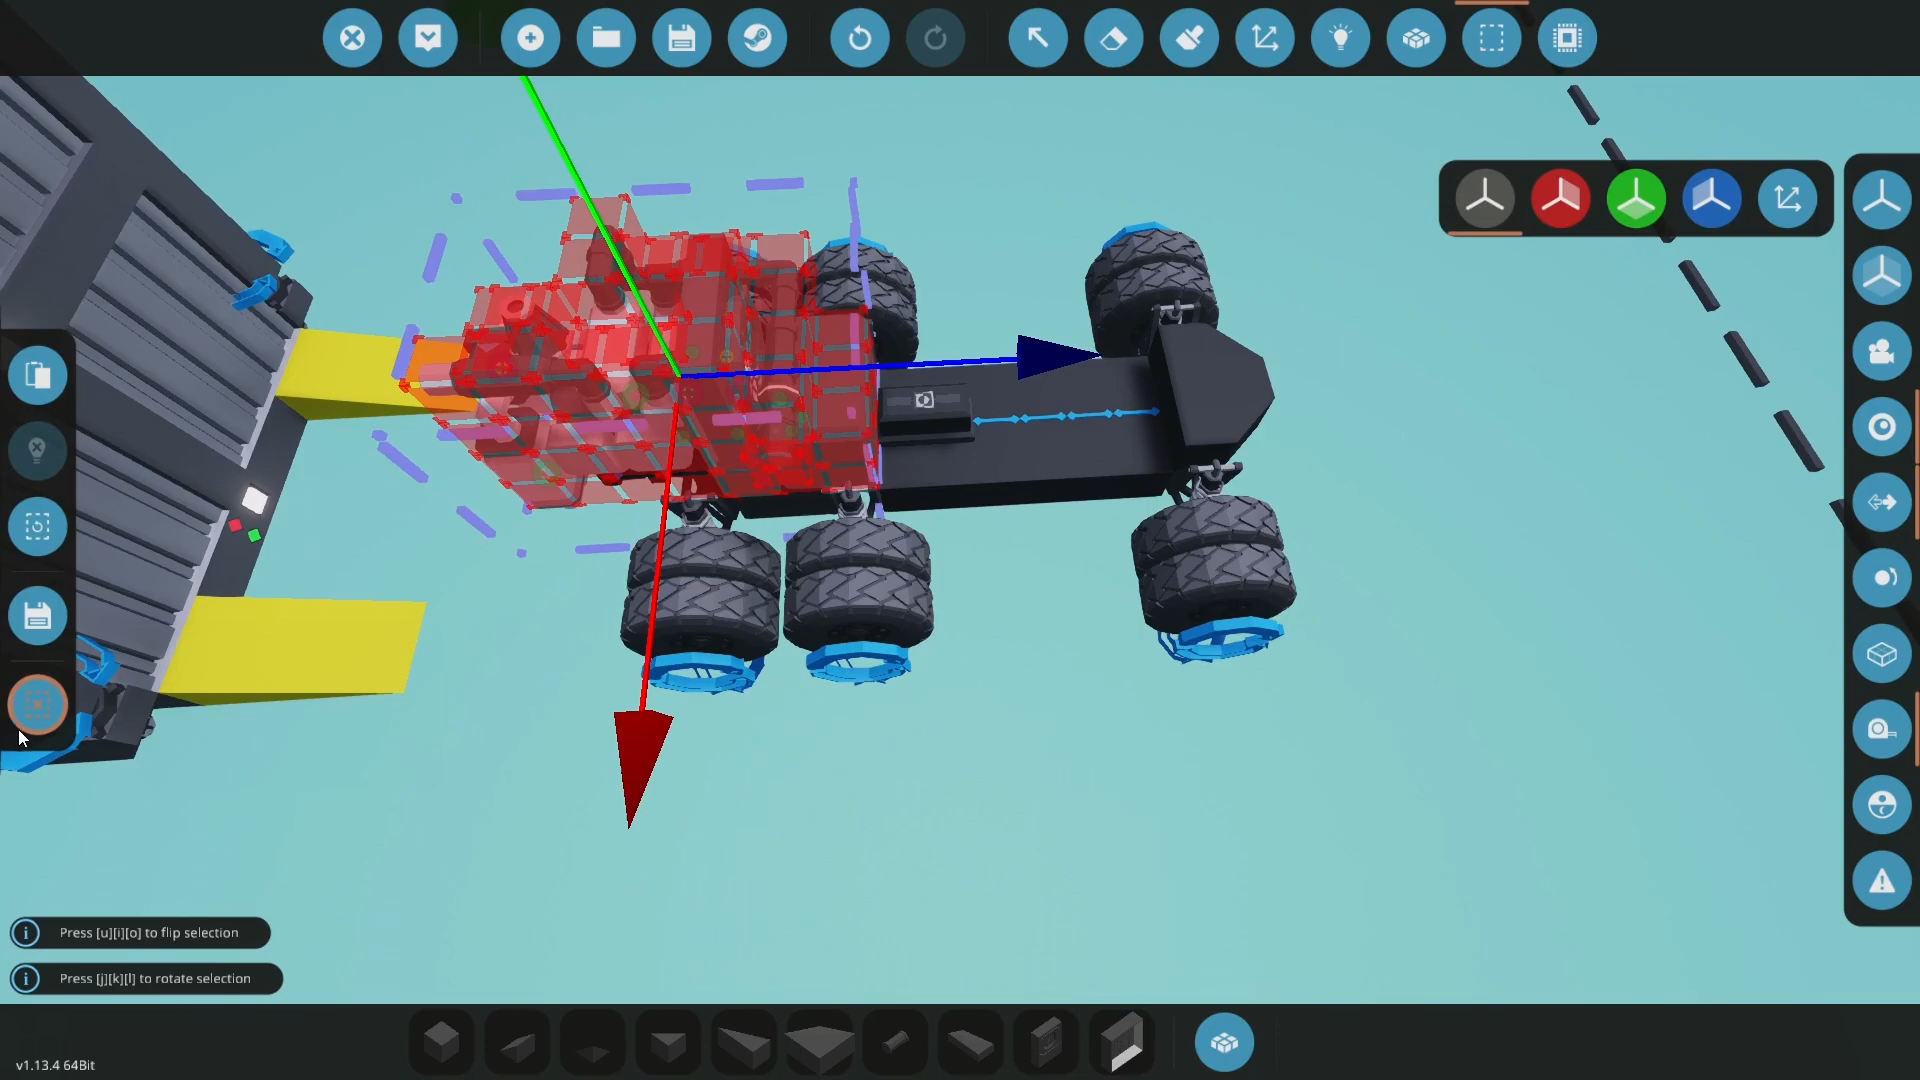 Press [u][i][o] to flip selection
Press [j][k][l] to rotate selection
v1.13.4 64Bit